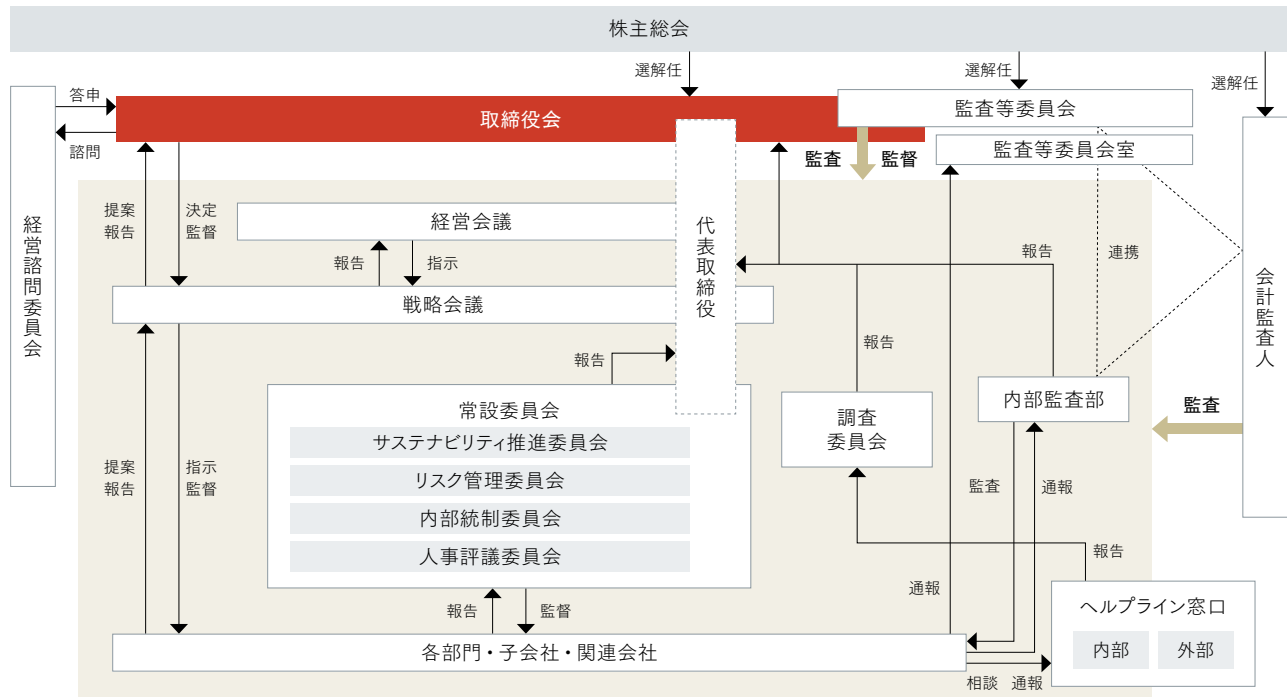 株主総会
選解任
選解任
選解任
答申
諮問
取締役会
監査等委員会
監査等委員会室
監査
監督
経営諮問委員会
提案
報告
決定
監督
経営会議
報告
指示
戦略会議
代表取締役
報告
連携
会計監査人
報告
報告
常設委員会
サステナビリティ推進委員会
リスク管理委員会
内部統制委員会
人事評議委員会
調査
委員会
内部監査部
監査
提案
報告
指示
監督
監査
通報
報告
通報
報告
監督
ヘルプライン窓口
内部
外部
各部門・子会社・関連会社
相談
通報